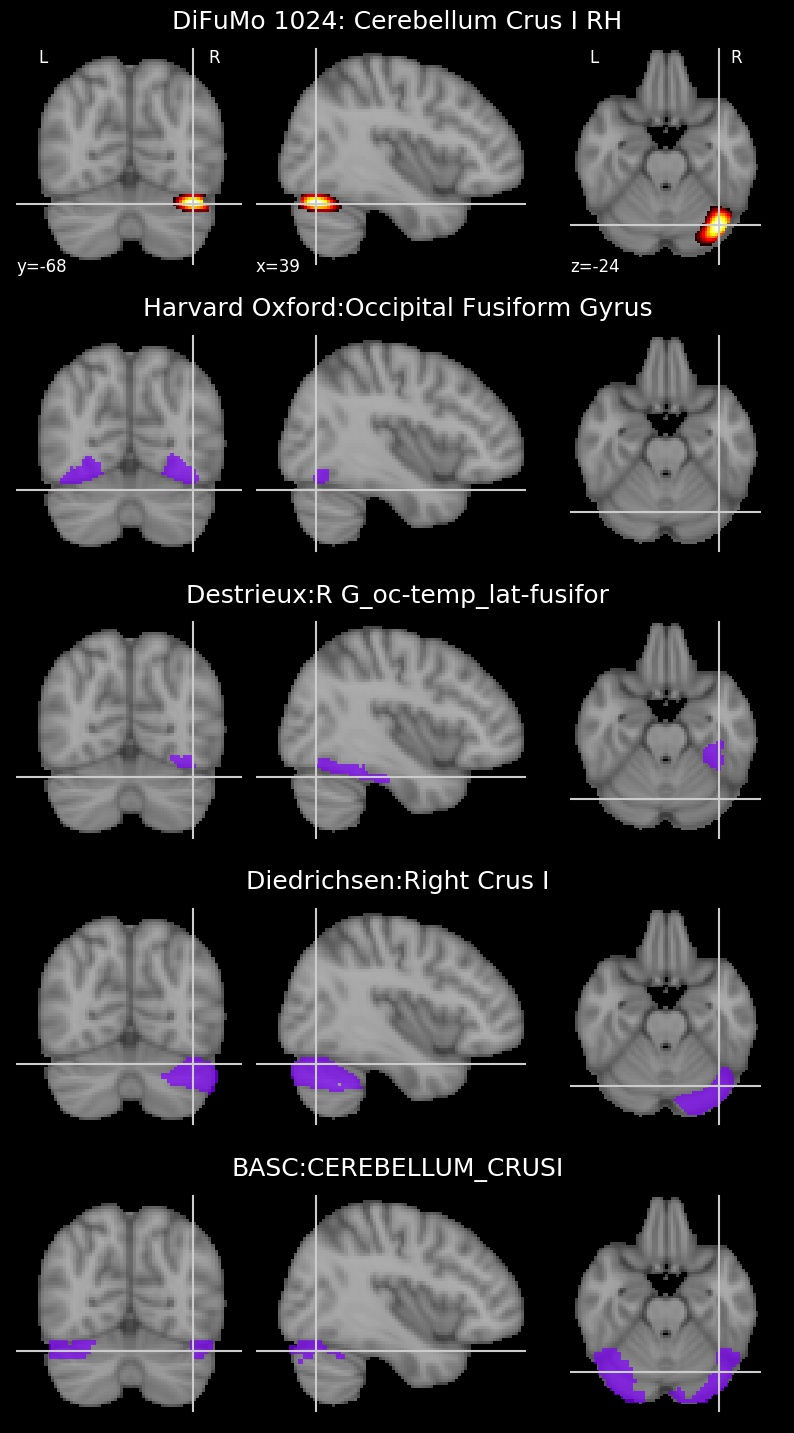 DiFuMo 1024: Cerebellum Crus I RH
L R L R
y=-68 x=39 z=-24
Harvard Oxford:Occipital Fusiform Gyrus
Destrieux:R G_oc-temp_lat-fusifor
Diedrichsen:Right Crus I
BASC:CEREBELLUM_CRUSI